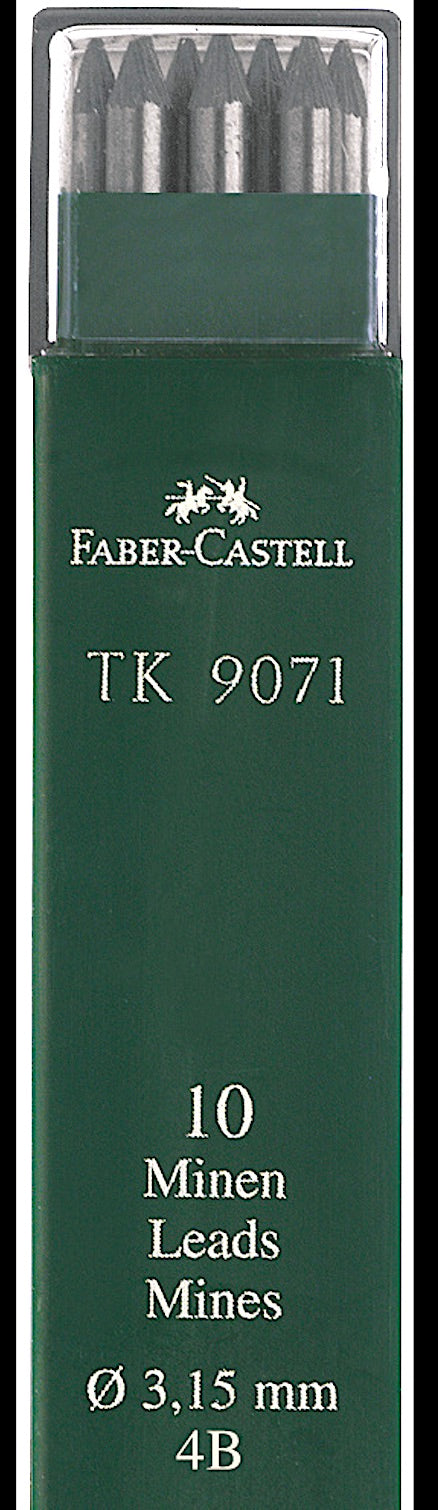 FABER-CASTELL
TK 9071
10
Minen
Leads
Mines
Ø 3,15 mm
4B